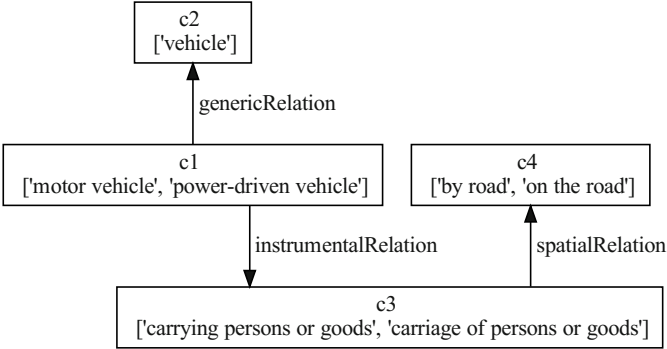 c2
['vehicle']
genericRelation
c1
['motor vehicle', 'power-driven vehicle']
c4
['by road', 'on the road']
instrumentalRelation
spatialRelation
c3
['carrying persons or goods', 'carriage of persons or goods']